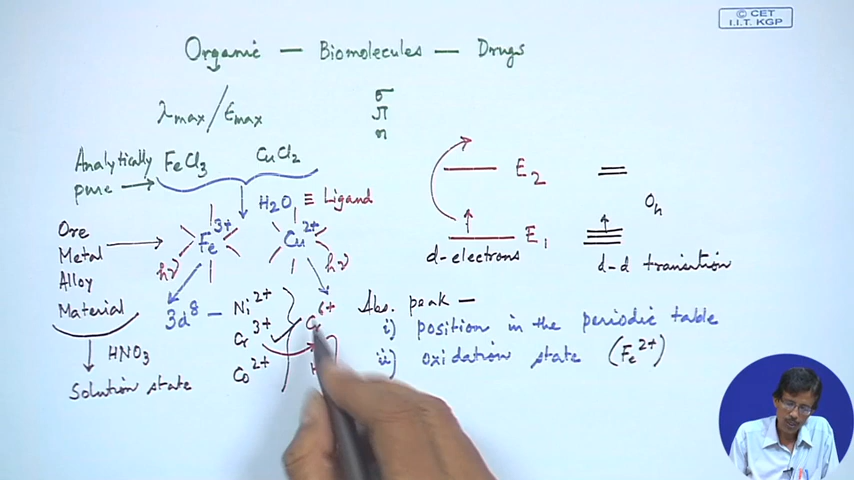 © CET
I.I.T. KGP
Organic — Biomolecules — Drugs
λmax/εmax
σ
π
n
Analytically pure → FeCl3 CuCl2
H2O ≡ Ligand
Ore
Metal
Alloy
Material
Fe3+
Cu2+
hν
hν
3d8 — Ni2+
Cr3+
Co2+
Cr6+
HNO3
Solution state
E2
E1
d-electrons
Oh
d-d transition
Abs. peak —
i) position in the periodic table
ii) oxidation state (Fe2+)